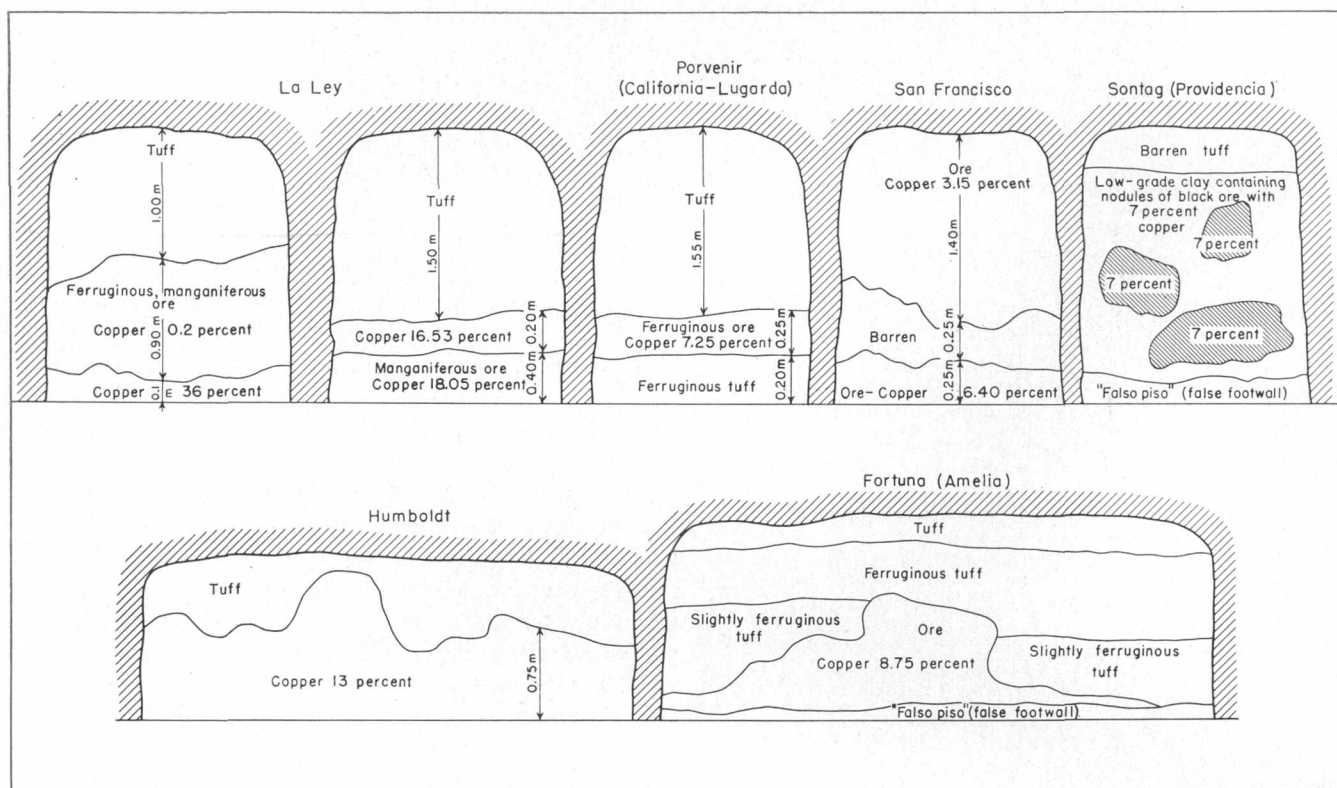 La Ley
Porvenir
(California-Lugarda)
San Francisco
Sontag (Providencia)
Tuff
1.00 m
Ferruginous, manganiferous
ore
Copper 0.2 percent
0.90 m
Copper 36 percent
0.1 m
Tuff
1.50 m
Copper 16.53 percent
0.20 m
Manganiferous ore
Copper 18.05 percent
0.40 m
Tuff
1.55 m
Ferruginous ore
Copper 7.25 percent
0.25 m
Ferruginous tuff
0.20 m
Ore
Copper 3.15 percent
1.40 m
Barren
0.25 m
Ore-Copper 6.40 percent
0.25 m
Barren tuff
Low-grade clay containing
nodules of black ore with
7 percent
copper
7 percent
7 percent
7 percent
"Falso piso" (false footwall)
Humboldt
Tuff
Copper 13 percent
0.75 m
Fortuna (Amelia)
Tuff
Ferruginous tuff
Slightly ferruginous
tuff
Ore
Copper 8.75 percent
Slightly ferruginous
tuff
"Falso piso" (false footwall)